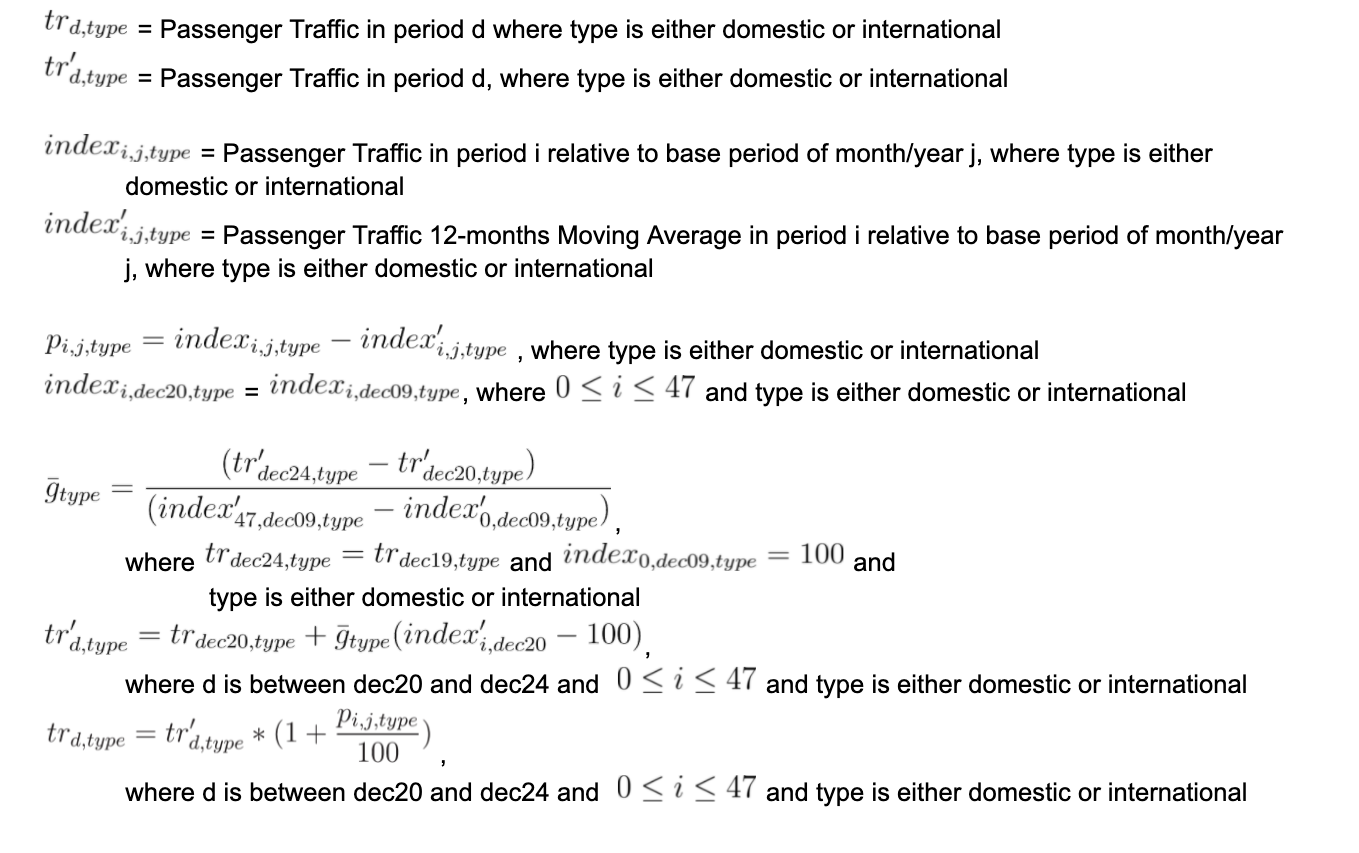 tr_{d,type} = Passenger Traffic in period d where type is either domestic or international
tr'_{d,type} = Passenger Traffic in period d, where type is either domestic or international
index_{i,j,type} = Passenger Traffic in period i relative to base period of month/year j, where type is either
domestic or international
index'_{i,j,type} = Passenger Traffic 12-months Moving Average in period i relative to base period of month/year
j, where type is either domestic or international
p_{i,j,type} = index_{i,j,type} − index'_{i,j,type} , where type is either domestic or international
index_{i,dec20,type} = index_{i,dec09,type}, where 0 ≤ i ≤ 47 and type is either domestic or international
ḡ_{type} = \frac{(tr'_{dec24,type} − tr'_{dec20,type})}{(index'_{47,dec09,type} − index'_{0,dec09,type})},
where tr_{dec24,type} = tr_{dec19,type} and index_{0,dec09,type} = 100 and
type is either domestic or international
tr'_{d,type} = tr_{dec20,type} + ḡ_{type}(index'_{i,dec20} − 100),
where d is between dec20 and dec24 and 0 ≤ i ≤ 47 and type is either domestic or international
tr_{d,type} = tr'_{d,type} * (1 + \frac{p_{i,j,type}}{100}),
where d is between dec20 and dec24 and 0 ≤ i ≤ 47 and type is either domestic or international